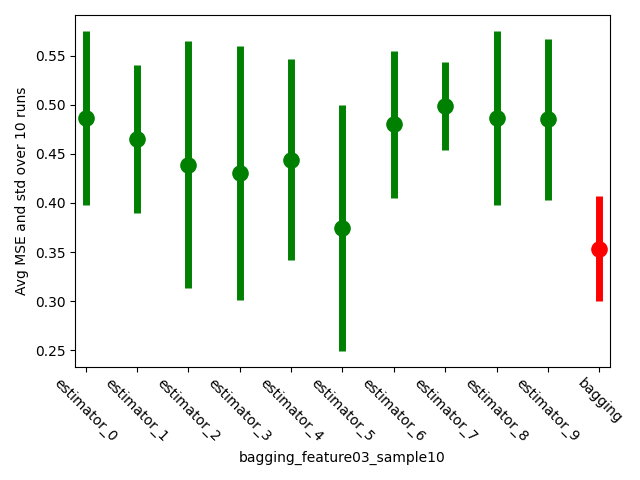 Avg MSE and std over 10 runs
0.55
0.50
0.45
0.40
0.35
0.30
0.25
estimator_0
estimator_1
estimator_2
estimator_3
estimator_4
estimator_5
estimator_6
estimator_7
estimator_8
estimator_9
bagging
bagging_feature03_sample10